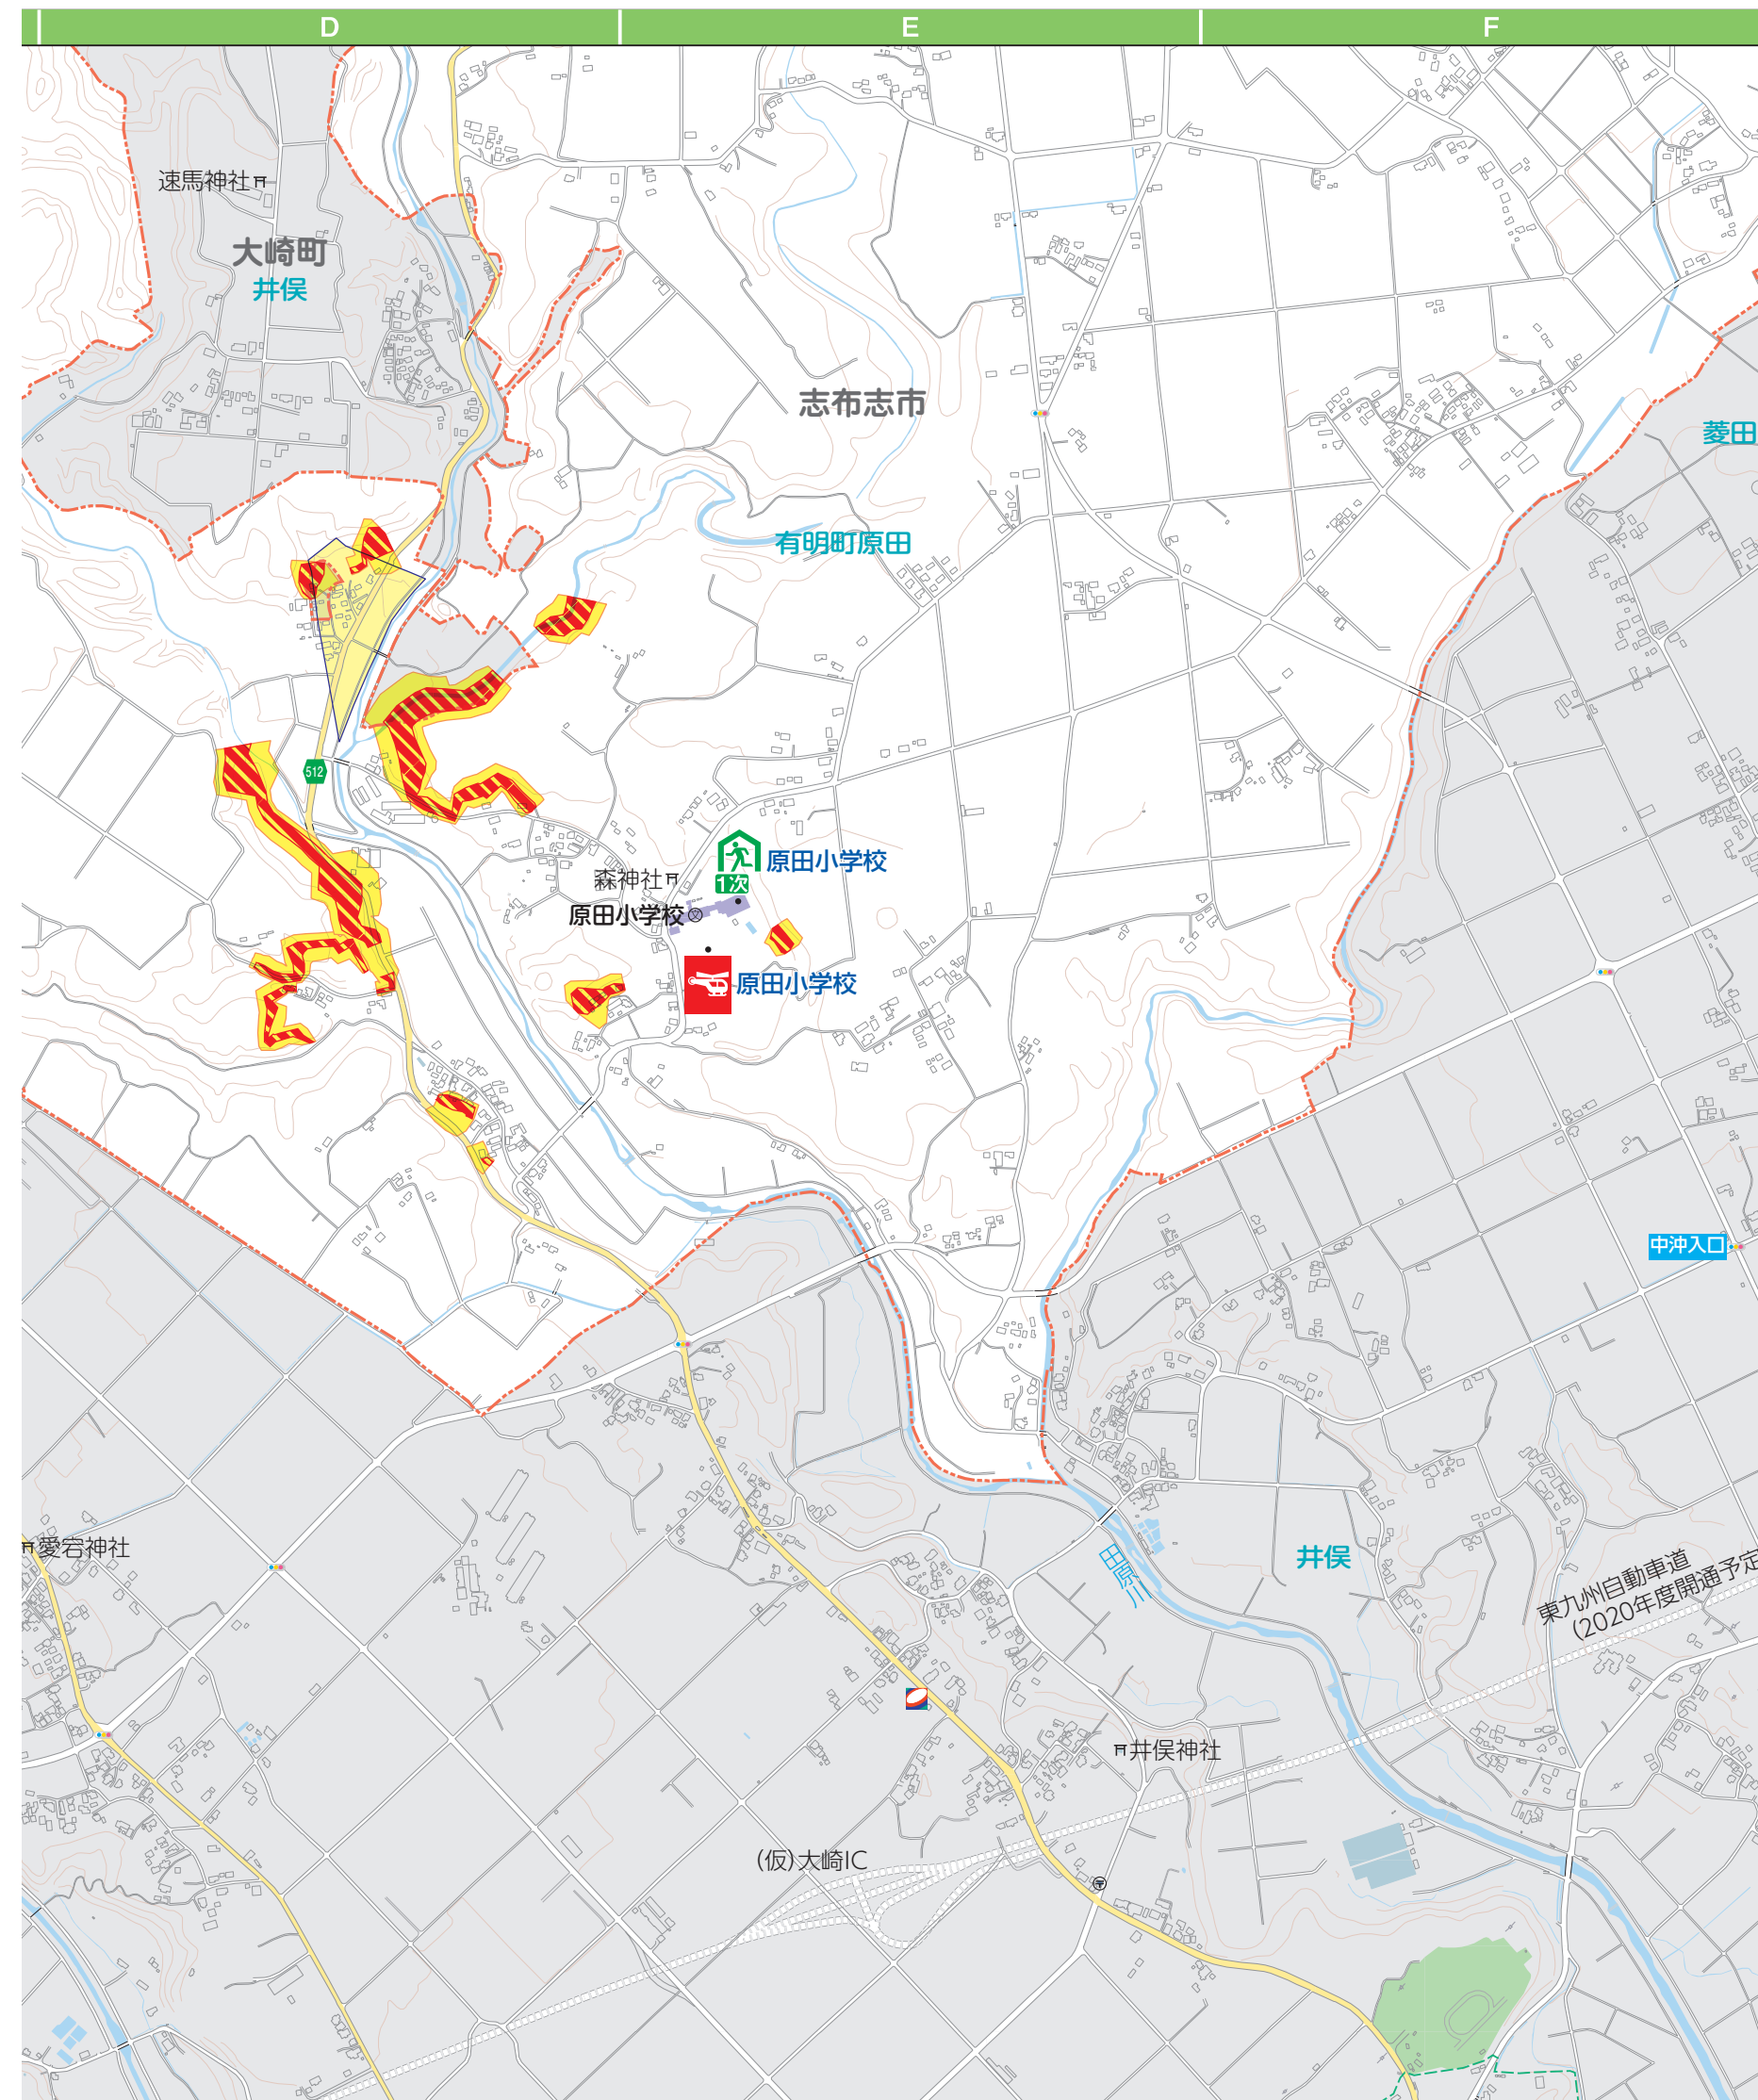 D
E
F
速馬神社
大崎町
井俣
志布志市
菱田
有明町原田
512
原田小学校
1次
森神社
原田小学校
文
原田小学校
中沖入口
愛宕神社
田原川
井俣
東九州自動車道
(2020年度開通予定
井俣神社
(仮)大崎IC